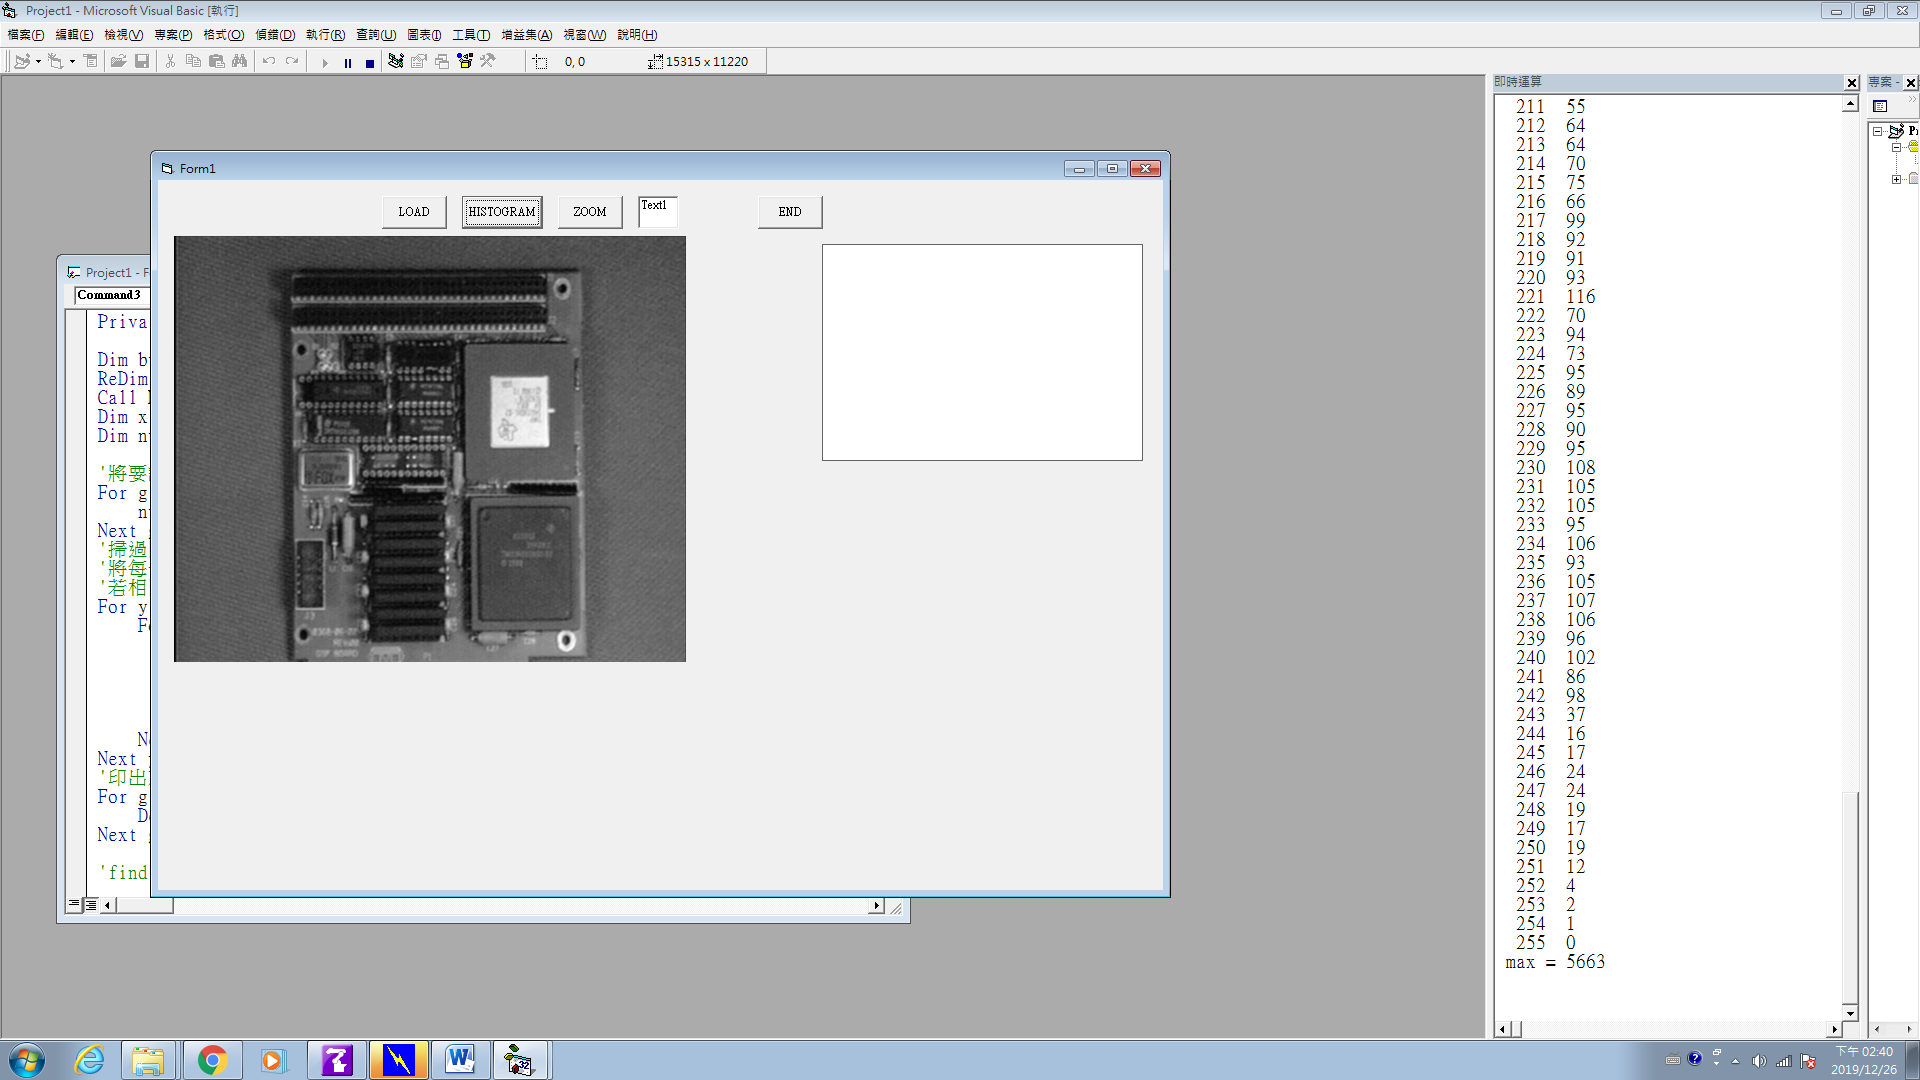 Project1 - Microsoft Visual Basic [執行]
檔案(F) 編輯(E) 檢視(V) 專案(P) 格式(O) 偵錯(D) 執行(R) 查詢(U) 圖表(I) 工具(T) 增益集(A) 視窗(W) 說明(H)
0, 0 15315 x 11220
Form1
LOAD HISTOGRAM ZOOM Text1 END
Project1 - F
Command3
Priva
Dim b
ReDim
Call
Dim x
Dim n
'將要
For g
n
Next
'掃過
'將每
'若相
For y
Fo
N
Next
'印出
For g
D
Next
'find
即時運算
211 55
212 64
213 64
214 70
215 75
216 66
217 99
218 92
219 91
220 93
221 116
222 70
223 94
224 73
225 95
226 89
227 95
228 90
229 95
230 108
231 105
232 105
233 95
234 106
235 93
236 105
237 107
238 106
239 96
240 102
241 86
242 98
243 37
244 16
245 17
246 24
247 24
248 19
249 17
250 19
251 12
252 4
253 2
254 1
255 0
max = 5663
專案 -
下午 02:40
2019/12/26